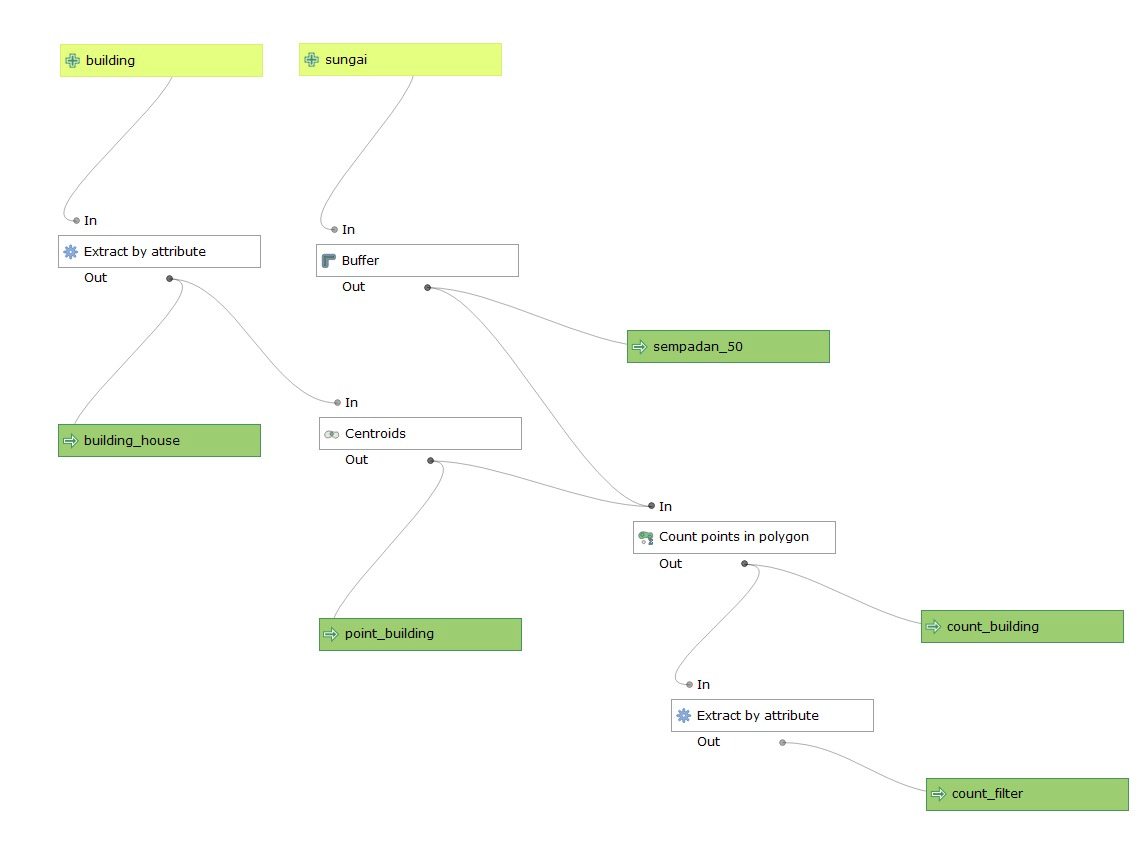 building
sungai
In
In
Extract by attribute
Buffer
Out
Out
sempadan_50
In
building_house
Centroids
Out
In
Count points in polygon
Out
point_building
count_building
In
Extract by attribute
Out
count_filter